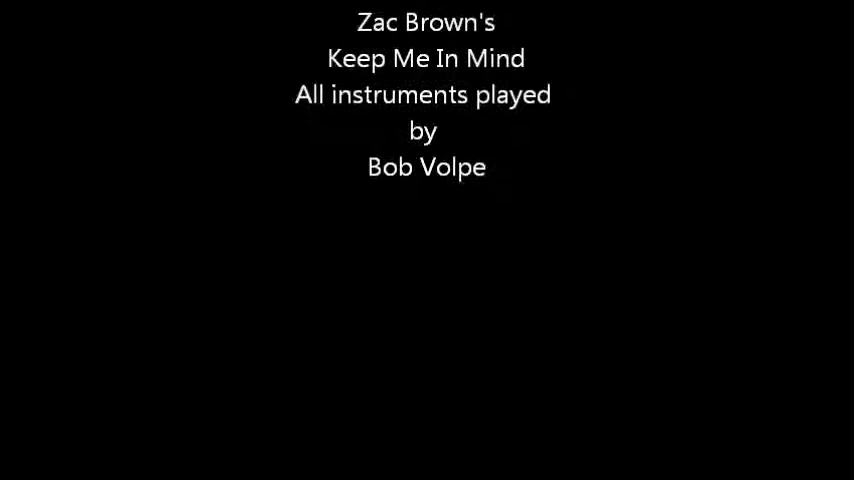 Zac Brown's
Keep Me In Mind
All instruments played
by
Bob Volpe